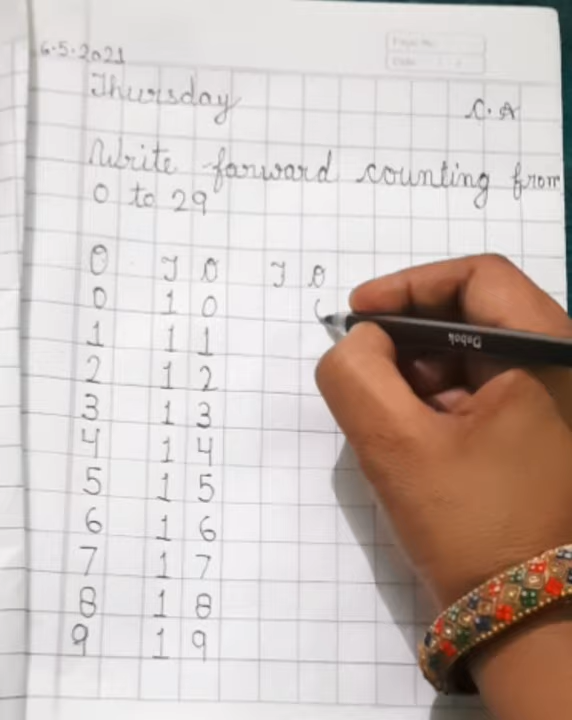 6.5.2021
Thursday
C.A
Write forward counting from
0 to 29
O T O T O
0 1 0
1 1 1
2 1 2
3 1 3
4 1 4
5 1 5
6 1 6
7 1 7
8 1 8
9 1 9
Dabok